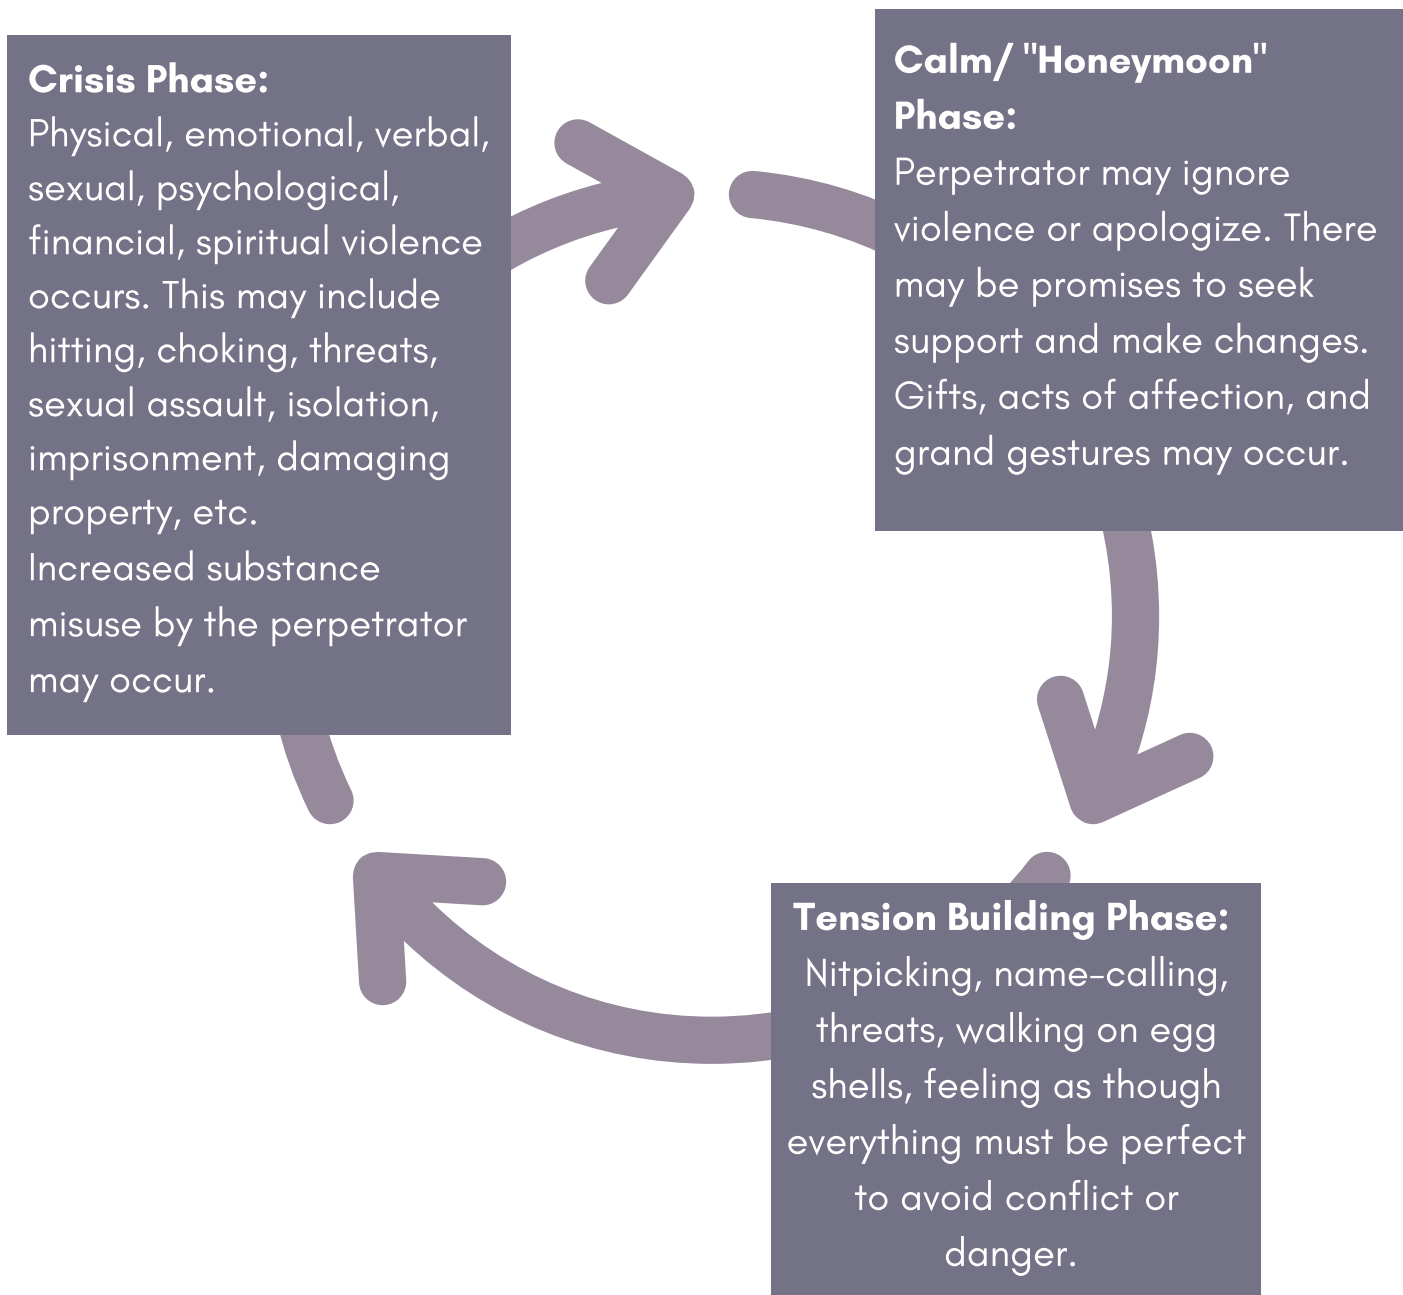 Crisis Phase:
Physical, emotional, verbal,
sexual, psychological,
financial, spiritual violence
occurs. This may include
hitting, choking, threats,
sexual assault, isolation,
imprisonment, damaging
property, etc.
Increased substance
misuse by the perpetrator
may occur.
Calm/ "Honeymoon"
Phase:
Perpetrator may ignore
violence or apologize. There
may be promises to seek
support and make changes.
Gifts, acts of affection, and
grand gestures may occur.
Tension Building Phase:
Nitpicking, name-calling,
threats, walking on egg
shells, feeling as though
everything must be perfect
to avoid conflict or
danger.